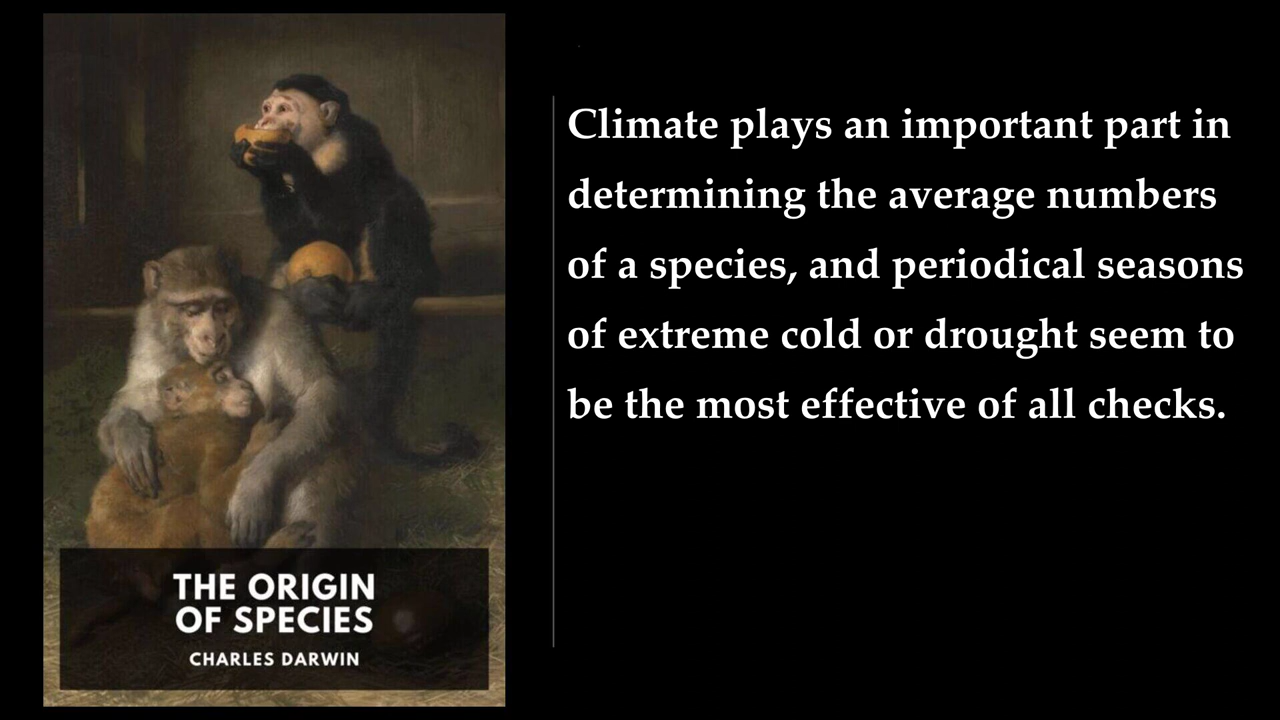 THE ORIGIN
OF SPECIES
CHARLES DARWIN
Climate plays an important part in
determining the average numbers
of a species, and periodical seasons
of extreme cold or drought seem to
be the most effective of all checks.